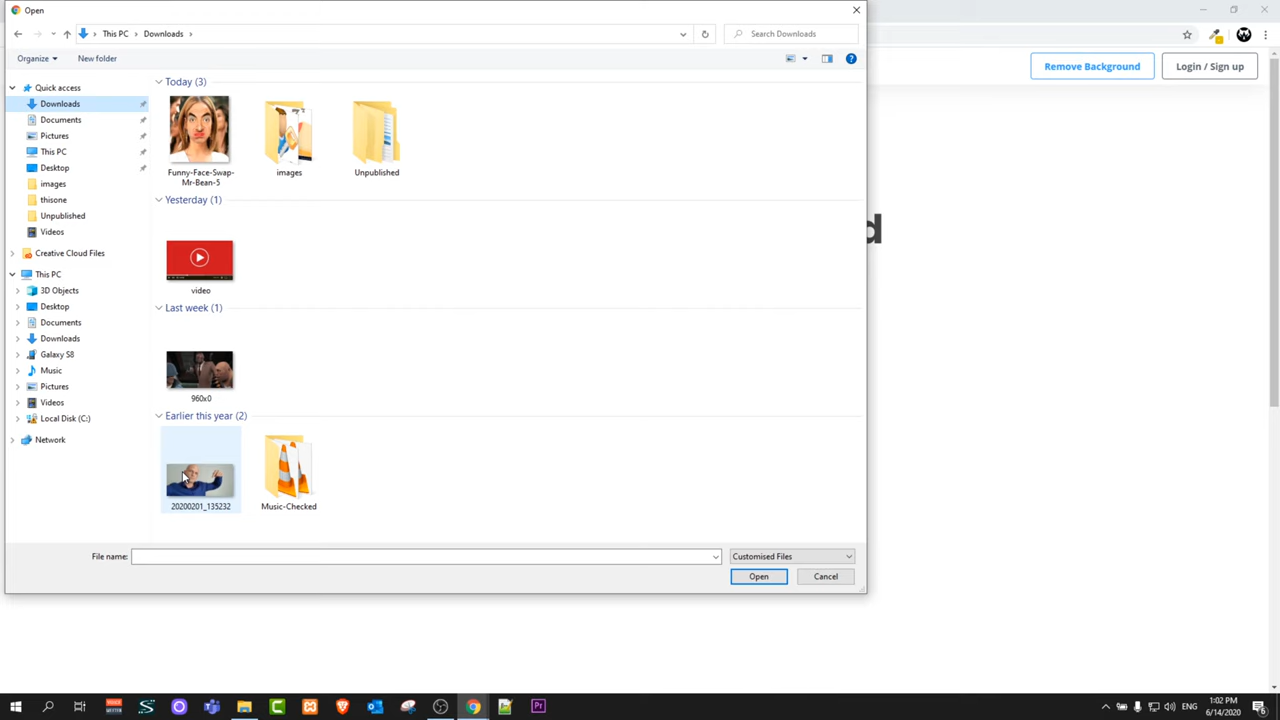 Open
This PC
Downloads
Search Downloads
Organize
New folder
Remove Background
Login / Sign up
Quick access
Downloads
Documents
Pictures
This PC
Desktop
images
thisone
Unpublished
Videos
Creative Cloud Files
This PC
3D Objects
Desktop
Documents
Downloads
Galaxy S8
Music
Pictures
Videos
Local Disk (C:)
Network
Today (3)
Funny-Face-Swap-
Mr-Bean-5
images
Unpublished
Yesterday (1)
video
Last week (1)
960x0
Earlier this year (2)
20200201_135232
Music-Checked
d
File name:
Customised Files
Open
Cancel
ENG
1:02 PM
6/14/2020